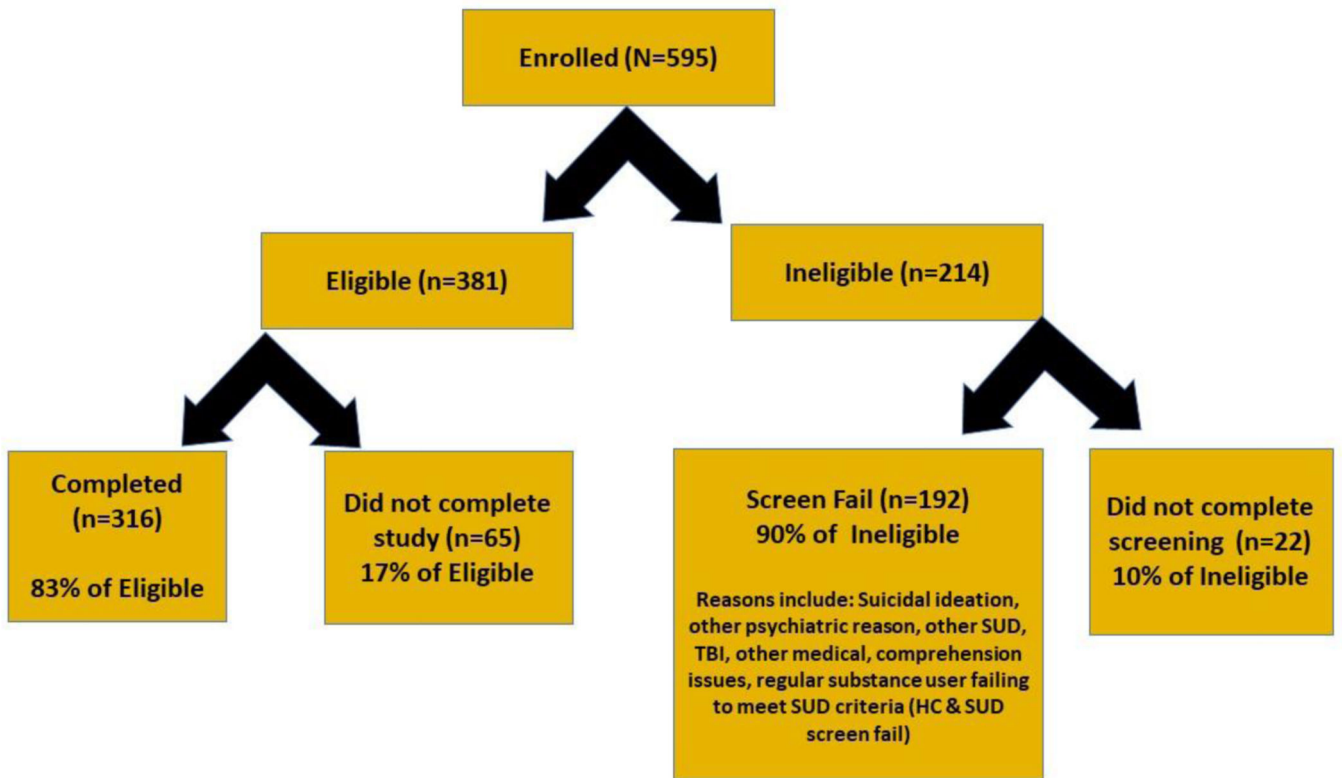 Enrolled (N=595)
Eligible (n=381)
Ineligible (n=214)
Completed
(n=316)
83% of Eligible
Did not complete
study (n=65)
17% of Eligible
Screen Fail (n=192)
90% of  Ineligible
Reasons include: Suicidal ideation,
other psychiatric reason, other SUD,
TBI, other medical, comprehension
issues, regular substance user failing
to meet SUD criteria (HC & SUD
screen fail)
Did not complete
screening  (n=22)
10% of Ineligible